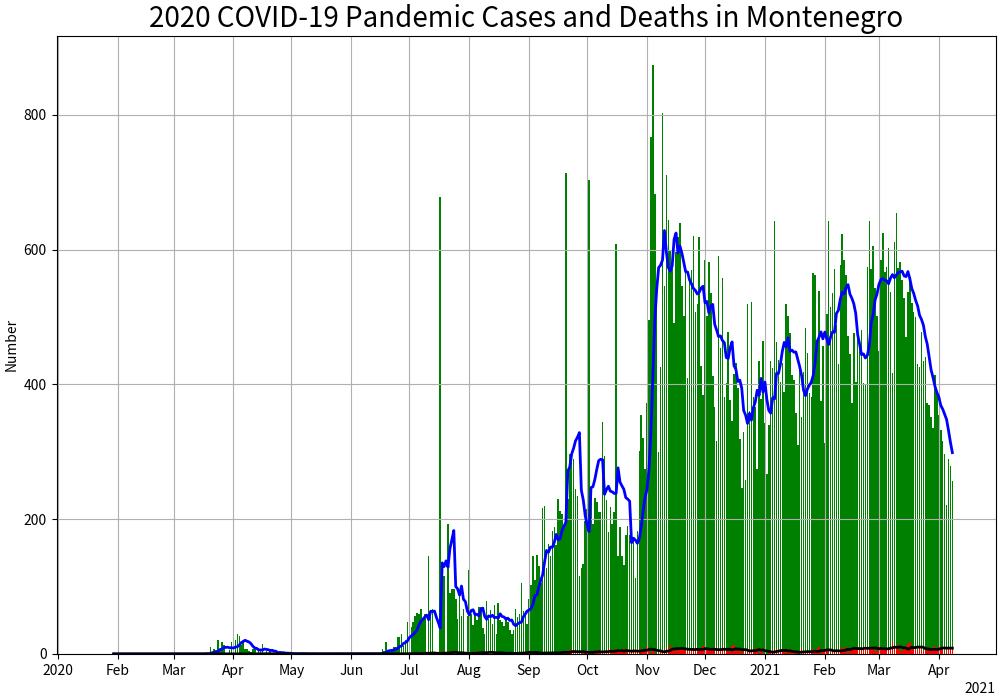 2020 COVID-19 Pandemic Cases and Deaths in Montenegro
Number
800
600
400
200
0
2020 Feb Mar Apr May Jun Jul Aug Sep Oct Nov Dec 2021 Feb Mar Apr
2021